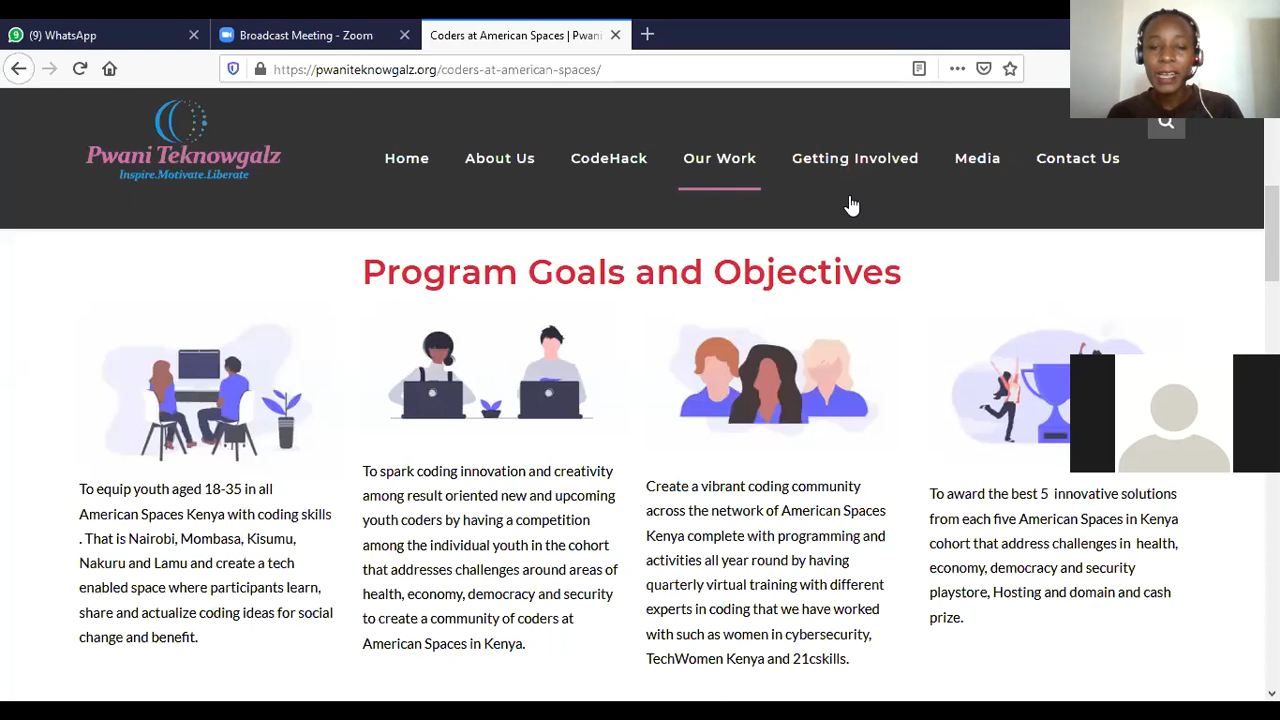 (9) WhatsApp
Broadcast Meeting - Zoom
Coders at American Spaces | Pwani
https://pwaniteknowgalz.org/coders-at-american-spaces/
Pwani Teknowgalz
Inspire.Motivate.Liberate
Home
About Us
CodeHack
Our Work
Getting Involved
Media
Contact Us
Program Goals and Objectives
To equip youth aged 18-35 in all
American Spaces Kenya with coding skills
. That is Nairobi, Mombasa, Kisumu,
Nakuru and Lamu and create a tech
enabled space where participants learn,
share and actualize coding ideas for social
change and benefit.
To spark coding innovation and creativity
among result oriented new and upcoming
youth coders by having a competition
among the individual youth in the cohort
that addresses challenges around areas of
health, economy, democracy and security
to create a community of coders at
American Spaces in Kenya.
Create a vibrant coding community
across the network of American Spaces
Kenya complete with programming and
activities all year round by having
quarterly virtual training with different
experts in coding that we have worked
with such as women in cybersecurity,
TechWomen Kenya and 21cskills.
To award the best 5 innovative solutions
from each five American Spaces in Kenya
cohort that address challenges in health,
economy, democracy and security
playstore, Hosting and domain and cash
prize.